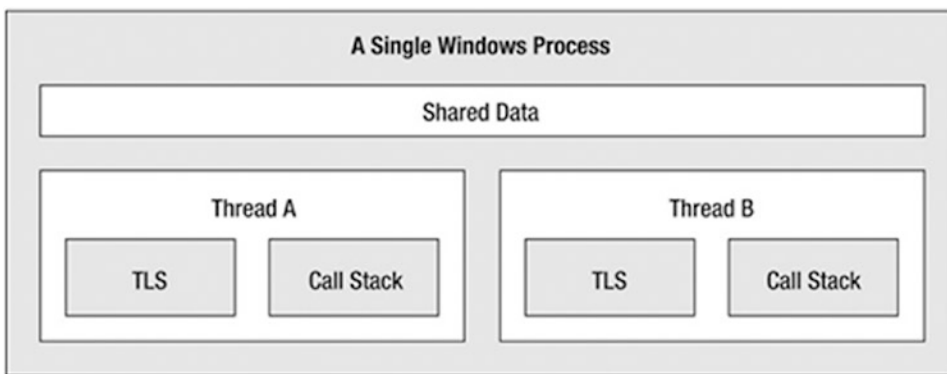 A Single Windows Process
Shared Data
Thread A
Thread B
TLS
Call Stack
TLS
Call Stack